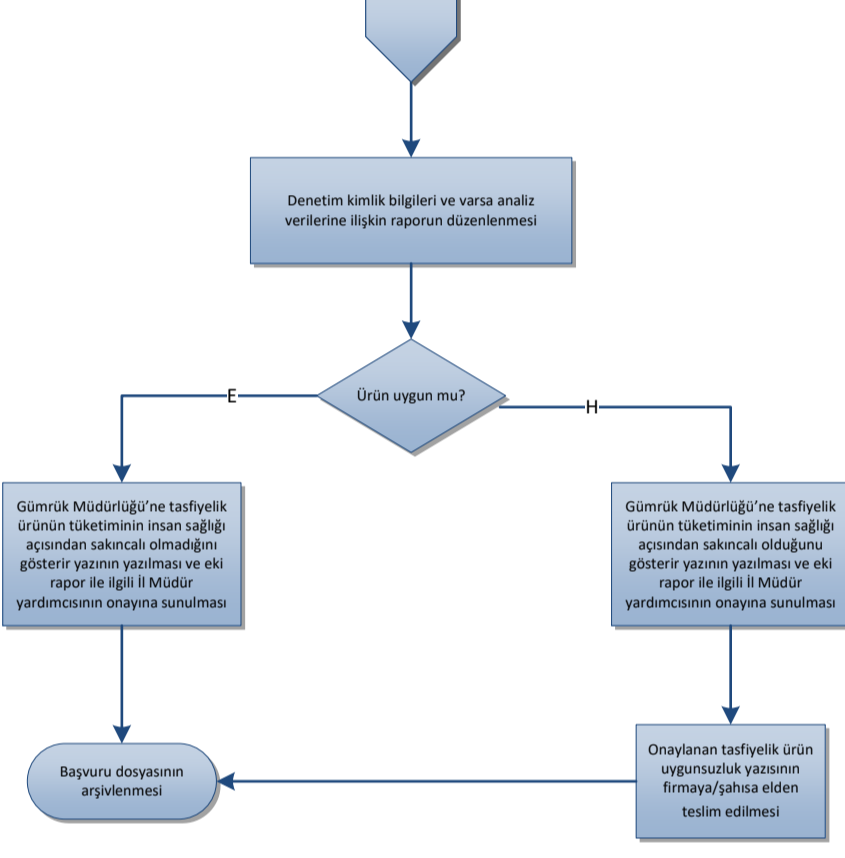 Denetim kimlik bilgileri ve varsa analiz
verilerine ilişkin raporun düzenlenmesi
Ürün uygun mu?
E
H
Gümrük Müdürlüğü’ne tasfiyelik
ürünün tüketiminin insan sağlığı
açısından sakıncalı olmadığını
gösterir yazının yazılması ve eki
rapor ile ilgili İl Müdür
yardımcısının onayına sunulması
Gümrük Müdürlüğü’ne tasfiyelik
ürünün tüketiminin insan sağlığı
açısından sakıncalı olduğunu
gösterir yazının yazılması ve eki
rapor ile ilgili İl Müdür
yardımcısının onayına sunulması
Başvuru dosyasının
arşivlenmesi
Onaylanan tasfiyelik ürün
uygunsuzluk yazısının
firmaya/şahısa elden
teslim edilmesi